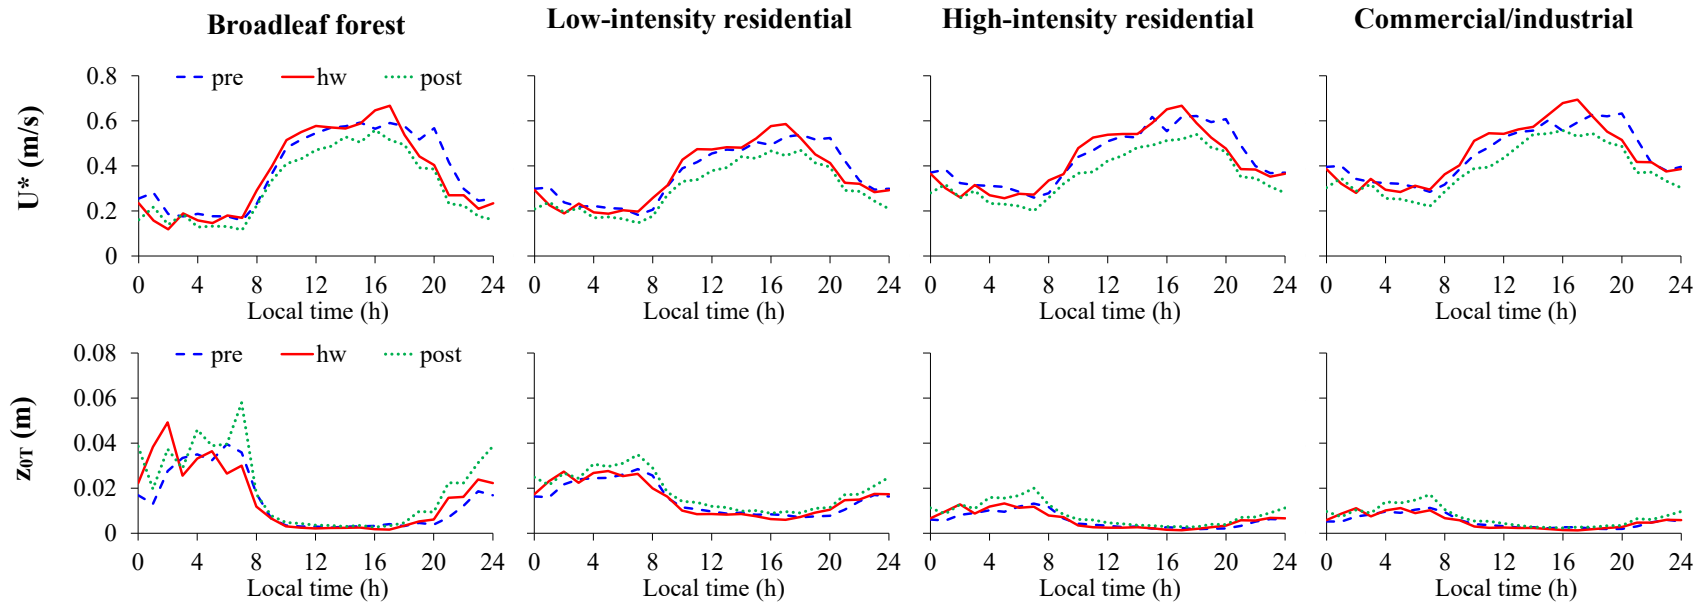 Broadleaf forest Low-intensity residential High-intensity residential Commercial/industrial
U* (m/s)
0.8
0.6
0.4
0.2
0
pre hw post
0 4 8 12 16 20 24
Local time (h)
0 4 8 12 16 20 24
Local time (h)
0 4 8 12 16 20 24
Local time (h)
0 4 8 12 16 20 24
Local time (h)
z0T (m)
0.08
0.06
0.04
0.02
0
pre hw post
0 4 8 12 16 20 24
Local time (h)
0 4 8 12 16 20 24
Local time (h)
0 4 8 12 16 20 24
Local time (h)
0 4 8 12 16 20 24
Local time (h)